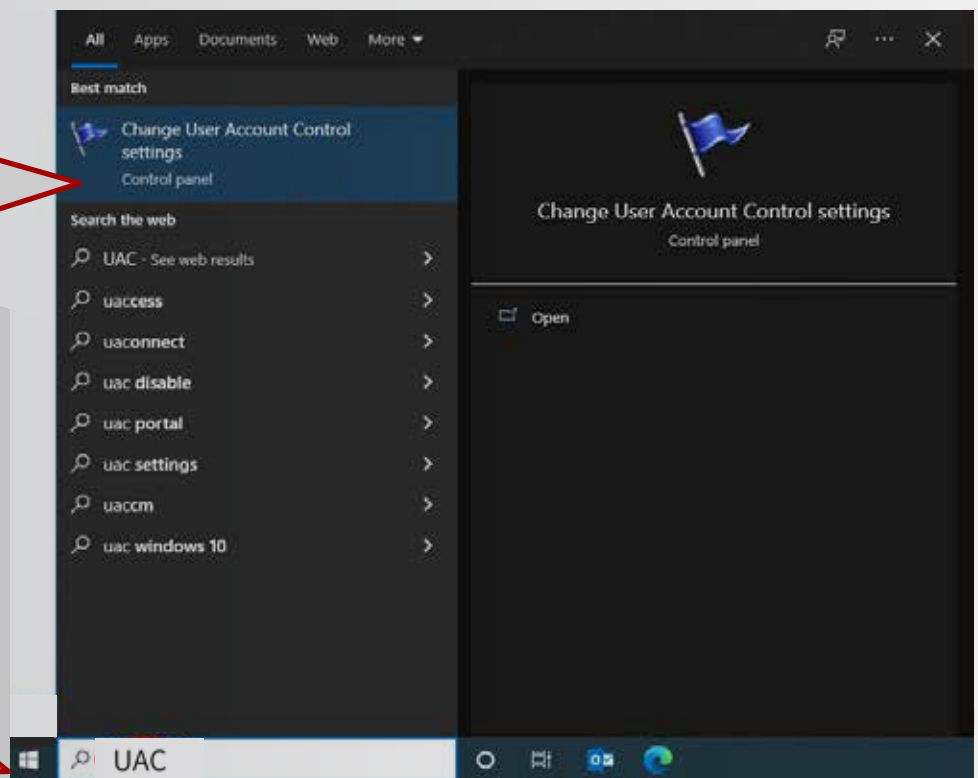 All Apps Documents Web More
Best match
Change User Account Control
settings
Control panel
Search the web
UAC - See web results
uaccess
uaconnect
uac disable
uac portal
uac settings
uaccm
uac windows 10
Change User Account Control settings
Control panel
Open
UAC